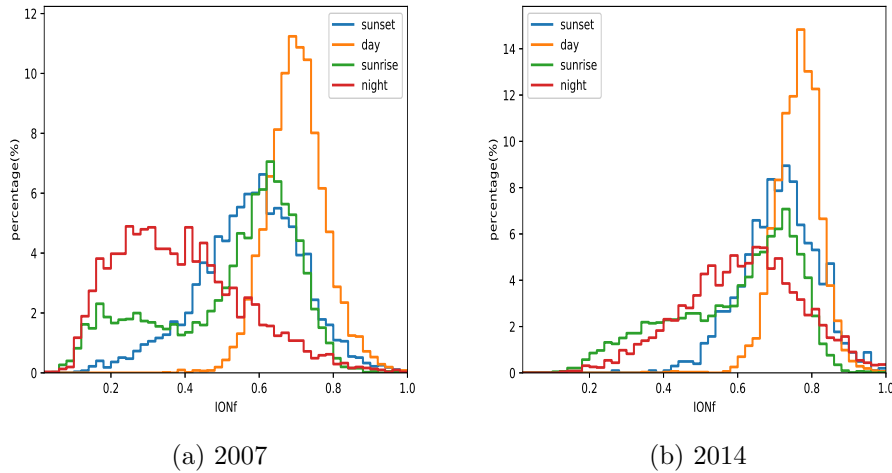 sunset
day
sunrise
night
12
10
8
6
4
2
0
percentage(%)
0.2 0.4 0.6 0.8 1.0
IONf
(a) 2007
sunset
day
sunrise
night
14
12
10
8
6
4
2
0
percentage(%)
0.2 0.4 0.6 0.8 1.0
IONf
(b) 2014